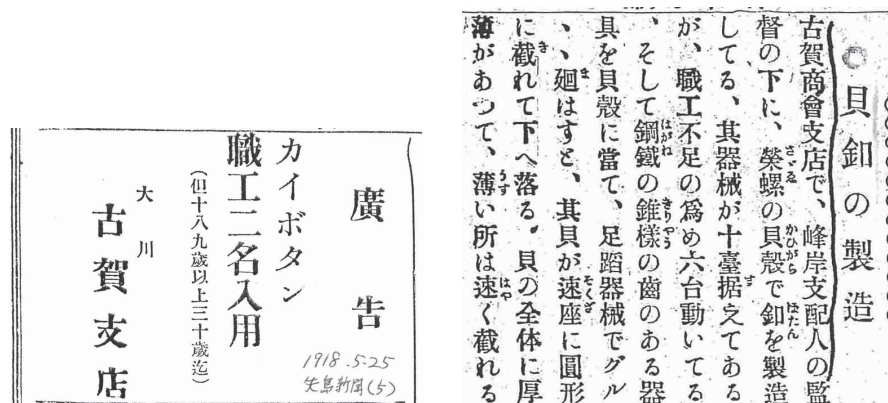 ◎貝釦の製造
古賀商會支店で、峰岸支配人の監
督の下に、榮螺の貝殼で釦を製造
してる、其器械が十臺据えてある
が、職工不足の爲め六台動いてる
、そして鋼鐵の錐樣の齒のある器
具を貝殼に當て、足蹈器械でグル
ヽヽ廻はすと、其貝が速座に圓形
に截れて下へ落る。貝の全体に厚
薄があつて、薄い所は速く截れる
廣告
カイボタン
職工二名入用
(但十八九歲以上三十歲迄)
大川
古賀支店
1918.5-25
矢島新聞(5)